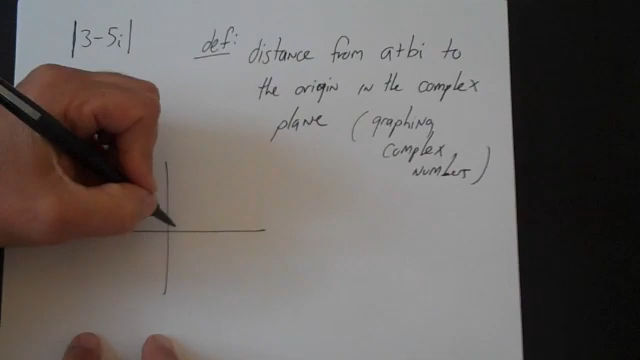 |3-5i|
def: distance from a+bi to
the origin in the complex
plane (graphing
complex
numbers)